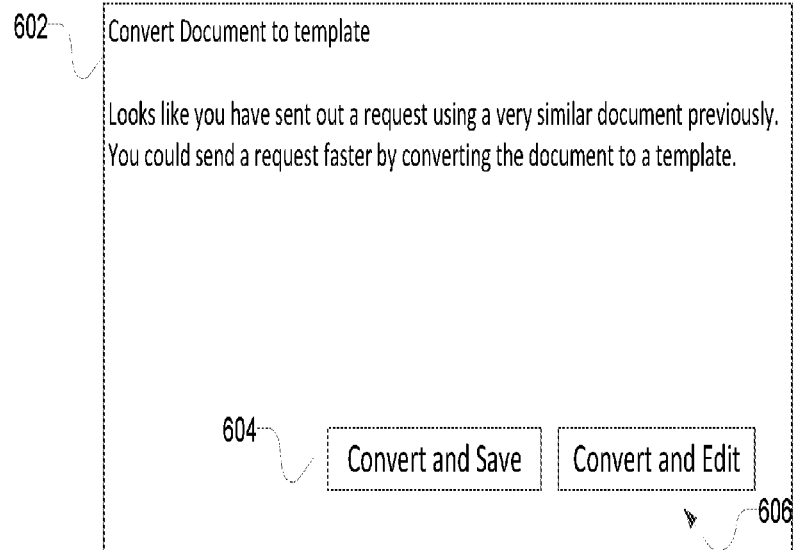 602
Convert Document to template
Looks like you have sent out a request using a very similar document previously.
You could send a request faster by converting the document to a template.
604
Convert and Save
Convert and Edit
606